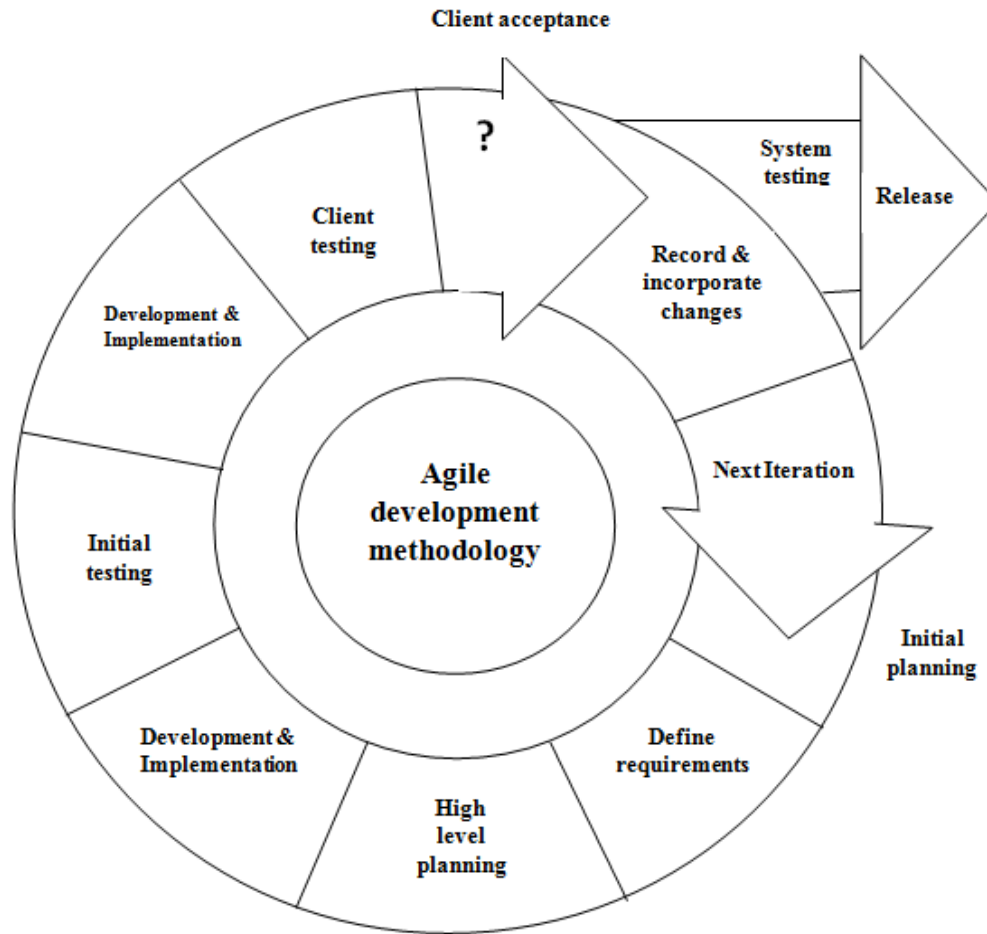 Client acceptance
?
System
testing
Release
Client
testing
Record &
incorporate
changes
Development &
Implementation
Next Iteration
Agile
development
methodology
Initial
testing
Initial
planning
Development &
Implementation
Define
requirements
High
level
planning